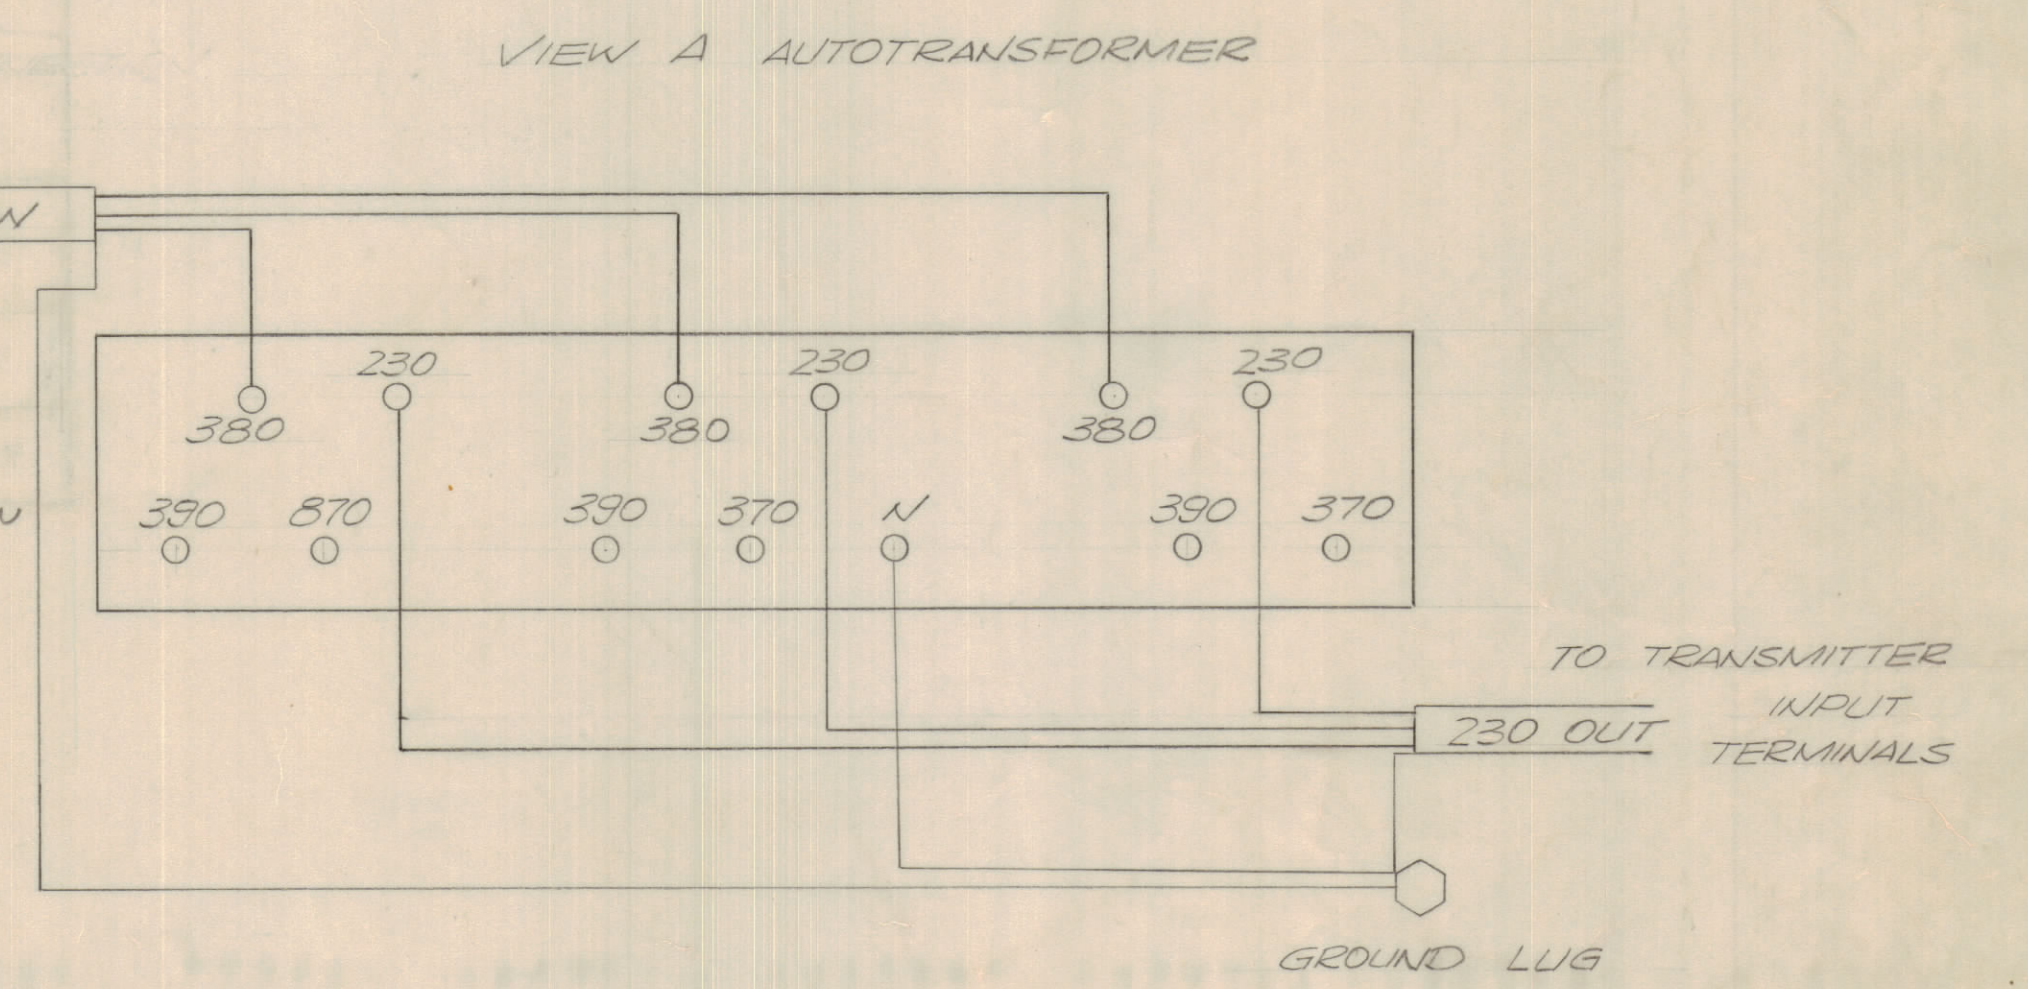 VIEW A AUTOTRANSFORMER
N
230 230 230
380 380 380
390 870 390 370 N 390 370
TO TRANSMITTER
INPUT
230 OUT
TERMINALS
GROUND LUG